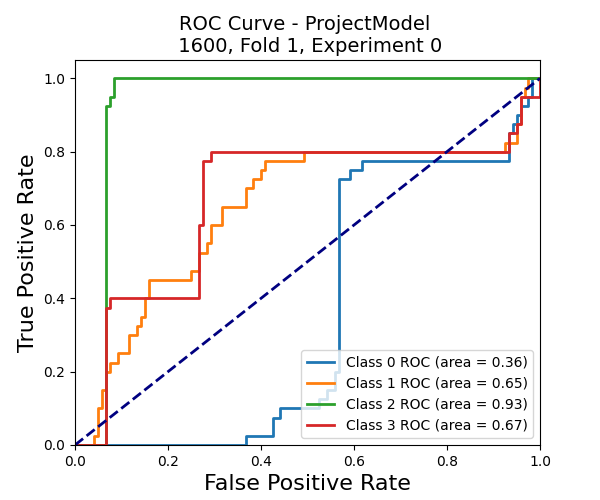 ROC Curve - ProjectModel
1600, Fold 1, Experiment 0
True Positive Rate
1.0
0.8
0.6
0.4
0.2
0.0
0.0 0.2 0.4 0.6 0.8 1.0
False Positive Rate
Class 0 ROC (area = 0.36)
Class 1 ROC (area = 0.65)
Class 2 ROC (area = 0.93)
Class 3 ROC (area = 0.67)